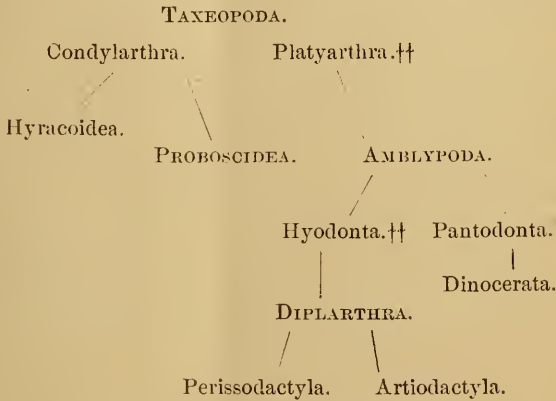 TAXEOPODA.
Condylarthra. Platyarthra.††
Hyracoidea.
PROBOSCIDEA. AMBLYPODA.
Hyodonta.†† Pantodonta.
Dinocerata.
DIPLARTHRA.
Perissodactyla. Artiodactyla.